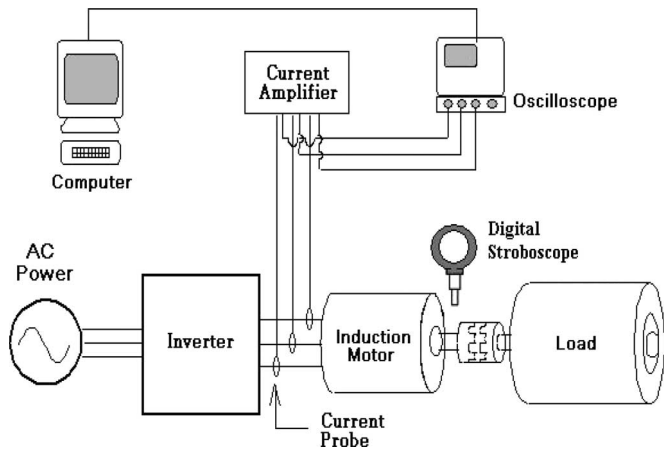 Current
Amplifier
Oscilloscope
Computer
Digital
Stroboscope
AC
Power
Inverter
Induction
Motor
Load
Current
Probe